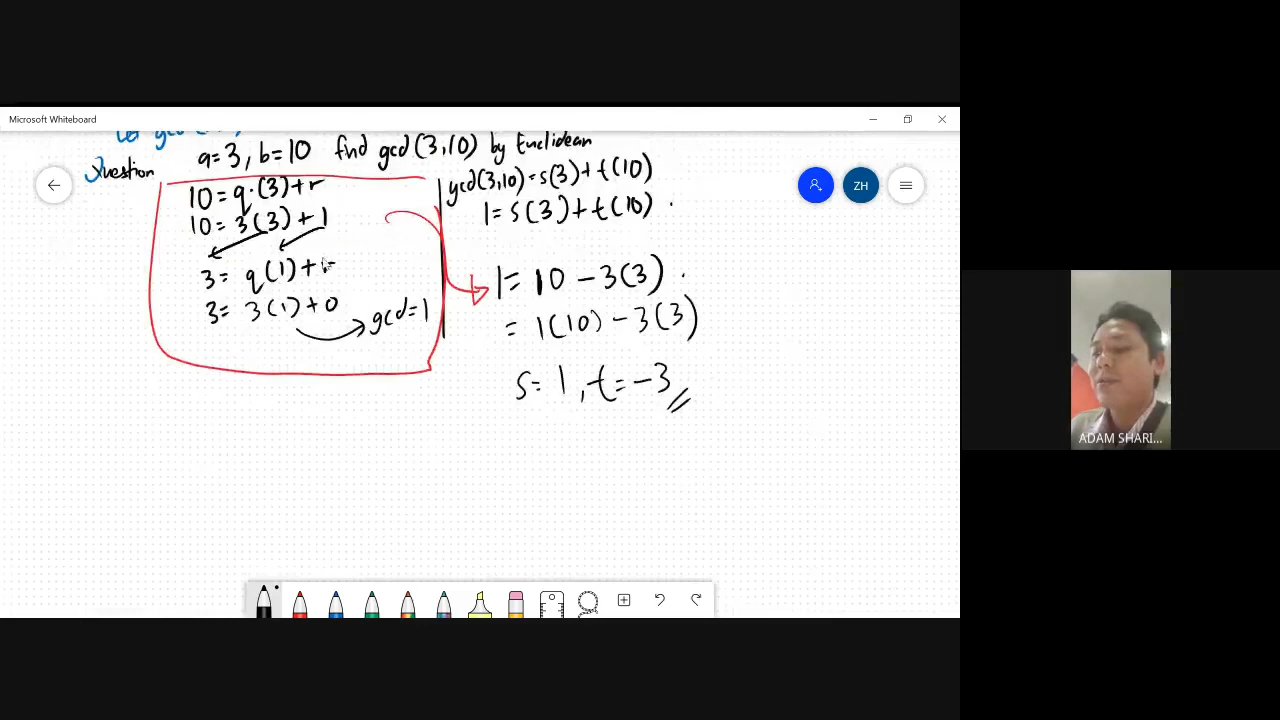 Microsoft Whiteboard
Let gcd
Question
a=3, b=10 find gcd(3,10) by Euclidean
10= q·(3)+r
10= 3(3)+1
3= q(1)+r
3= 3(1)+0
gcd=1
gcd(3,10)=s(3)+t(10)
1=s(3)+t(10)
1= 10 -3(3)
= 1(10) -3(3)
s= 1, t=-3
ZH
ADAM SHARI...